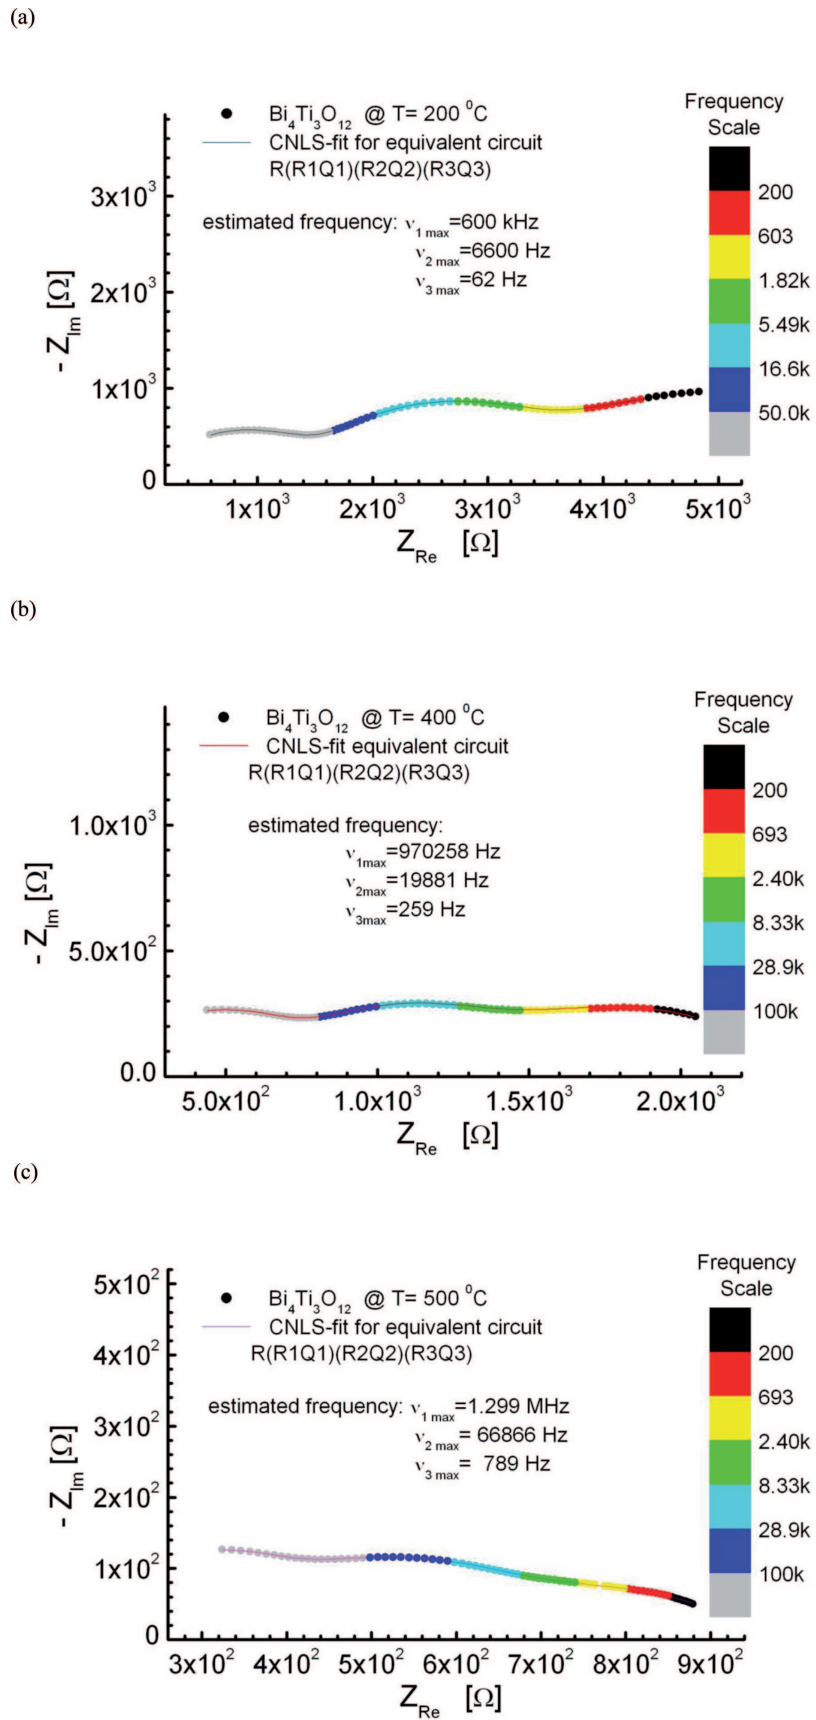 (a)
Bi4Ti3O12 @ T= 200 ⁰C
CNLS-fit for equivalent circuit
R(R1Q1)(R2Q2)(R3Q3)
estimated frequency: ν1 max=600 kHz
ν2 max=6600 Hz
ν3 max=62 Hz
Frequency
Scale
200
603
1.82k
5.49k
16.6k
50.0k
- ZIm [Ω]
3x10³
2x10³
1x10³
0
1x10³ 2x10³ 3x10³ 4x10³ 5x10³
ZRe [Ω]
(b)
Bi4Ti3O12 @ T= 400 ⁰C
CNLS-fit equivalent circuit
R(R1Q1)(R2Q2)(R3Q3)
estimated frequency:
ν1max=970258 Hz
ν2max=19881 Hz
ν3max=259 Hz
Frequency
Scale
200
693
2.40k
8.33k
28.9k
100k
- ZIm [Ω]
1.0x10³
5.0x10²
0.0
5.0x10² 1.0x10³ 1.5x10³ 2.0x10³
ZRe [Ω]
(c)
Bi4Ti3O12 @ T= 500 ⁰C
CNLS-fit for equivalent circuit
R(R1Q1)(R2Q2)(R3Q3)
estimated frequency: ν1 max=1.299 MHz
ν2 max= 66866 Hz
ν3 max= 789 Hz
Frequency
Scale
200
693
2.40k
8.33k
28.9k
100k
- ZIm [Ω]
5x10²
4x10²
3x10²
2x10²
1x10²
0
3x10² 4x10² 5x10² 6x10² 7x10² 8x10² 9x10²
ZRe [Ω]